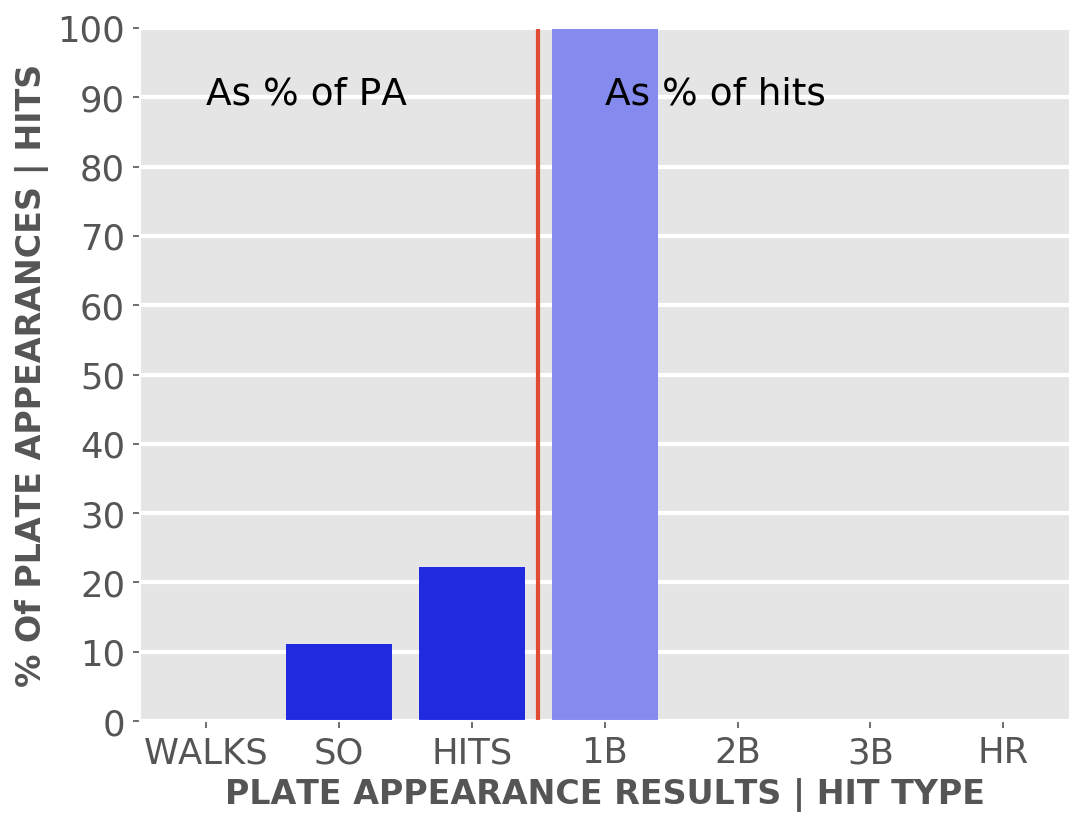 % Of PLATE APPEARANCES | HITS
100
90
80
70
60
50
40
30
20
10
0
As % of PA
As % of hits
WALKS SO HITS 1B 2B 3B HR
PLATE APPEARANCE RESULTS | HIT TYPE